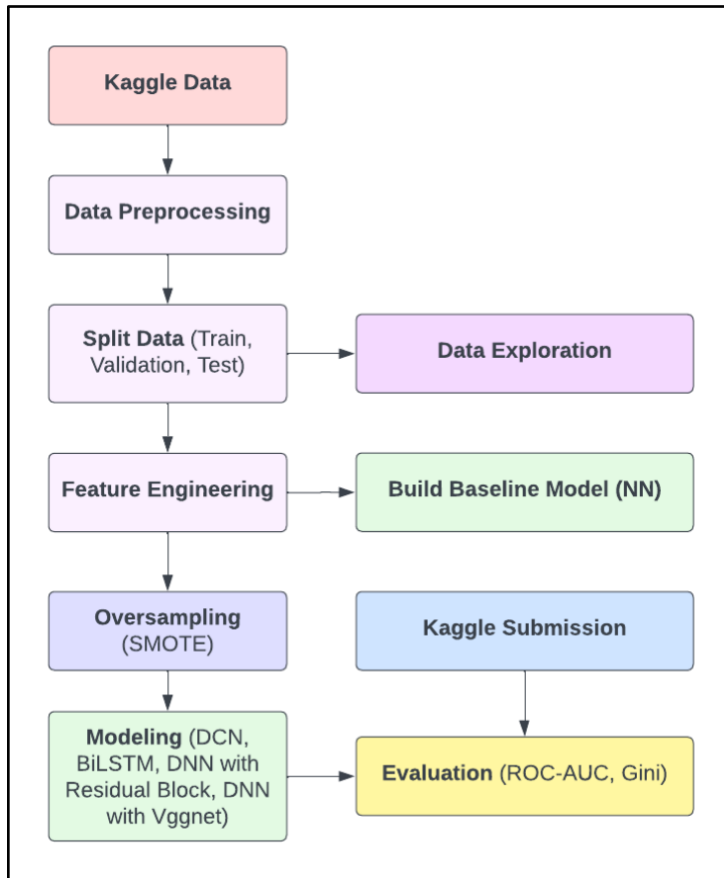 Kaggle Data
Data Preprocessing
Split Data (Train,
Validation, Test)
Data Exploration
Feature Engineering
Build Baseline Model (NN)
Oversampling
(SMOTE)
Kaggle Submission
Modeling (DCN,
BiLSTM, DNN with
Residual Block, DNN
with Vggnet)
Evaluation (ROC-AUC, Gini)